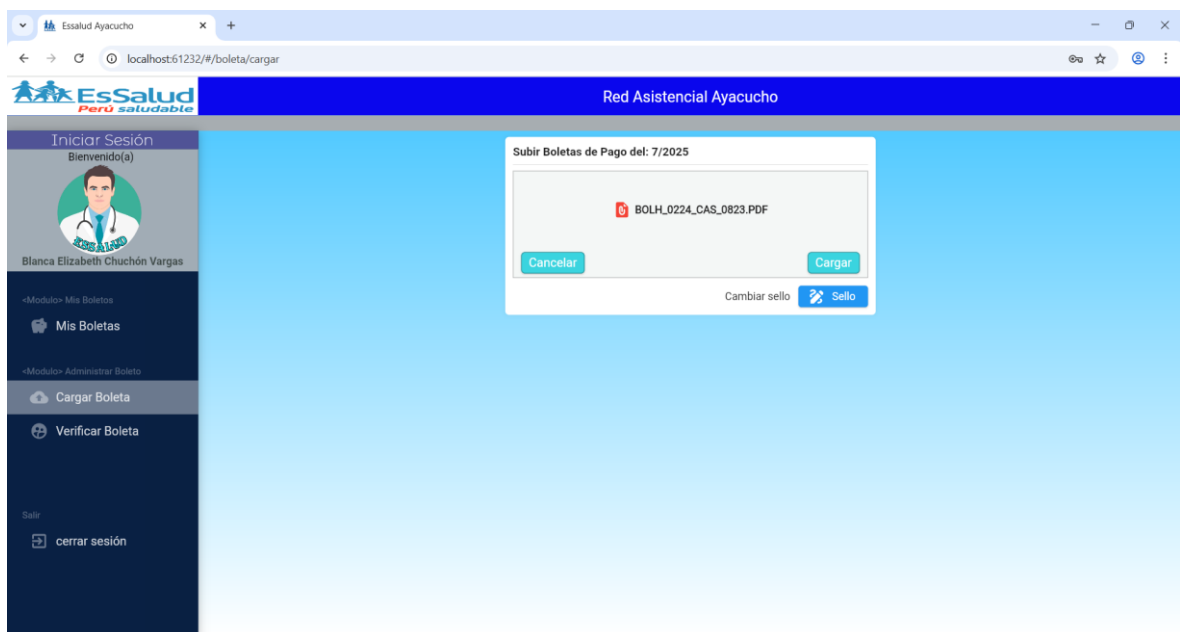 Essalud Ayacucho
localhost:61232/#/boleta/cargar
EsSalud
Perú saludable
Red Asistencial Ayacucho
Iniciar Sesión
Bienvenido(a)
ESSALUD
Blanca Elizabeth Chuchón Vargas
<Modulo> Mis Boletos
Mis Boletas
<Modulo> Administrar Boleto
Cargar Boleta
Verificar Boleta
Salir
cerrar sesión
Subir Boletas de Pago del: 7/2025
BOLH_0224_CAS_0823.PDF
Cancelar
Cargar
Cambiar sello
Sello